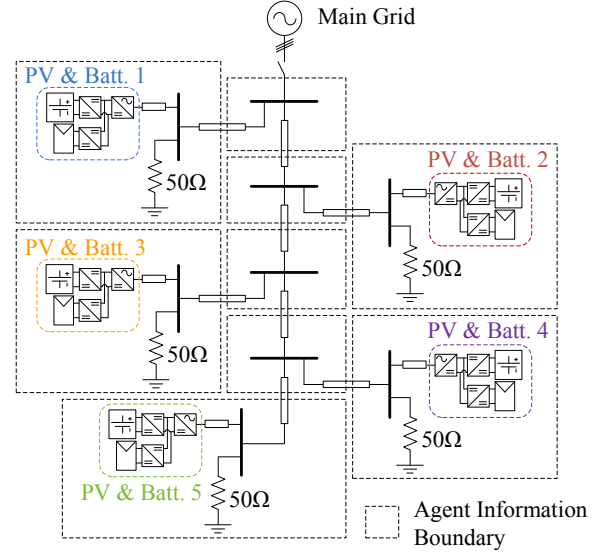 Main Grid
PV & Batt. 1
50Ω
PV & Batt. 2
50Ω
PV & Batt. 3
50Ω
PV & Batt. 4
50Ω
PV & Batt. 5
50Ω
Agent Information
Boundary